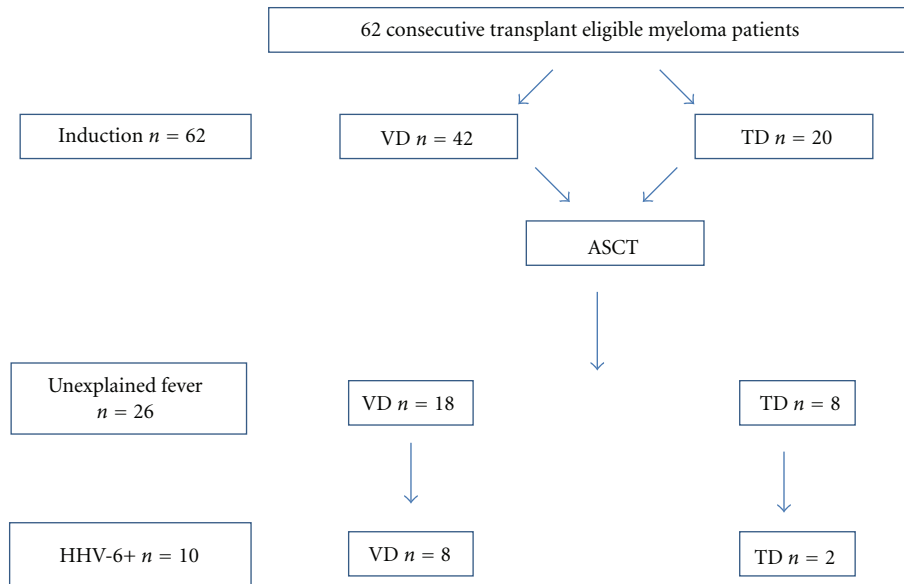 62 consecutive transplant eligible myeloma patients
Induction n = 62
VD n = 42
TD n = 20
ASCT
Unexplained fever
n = 26
VD n = 18
TD n = 8
HHV-6+ n = 10
VD n = 8
TD n = 2